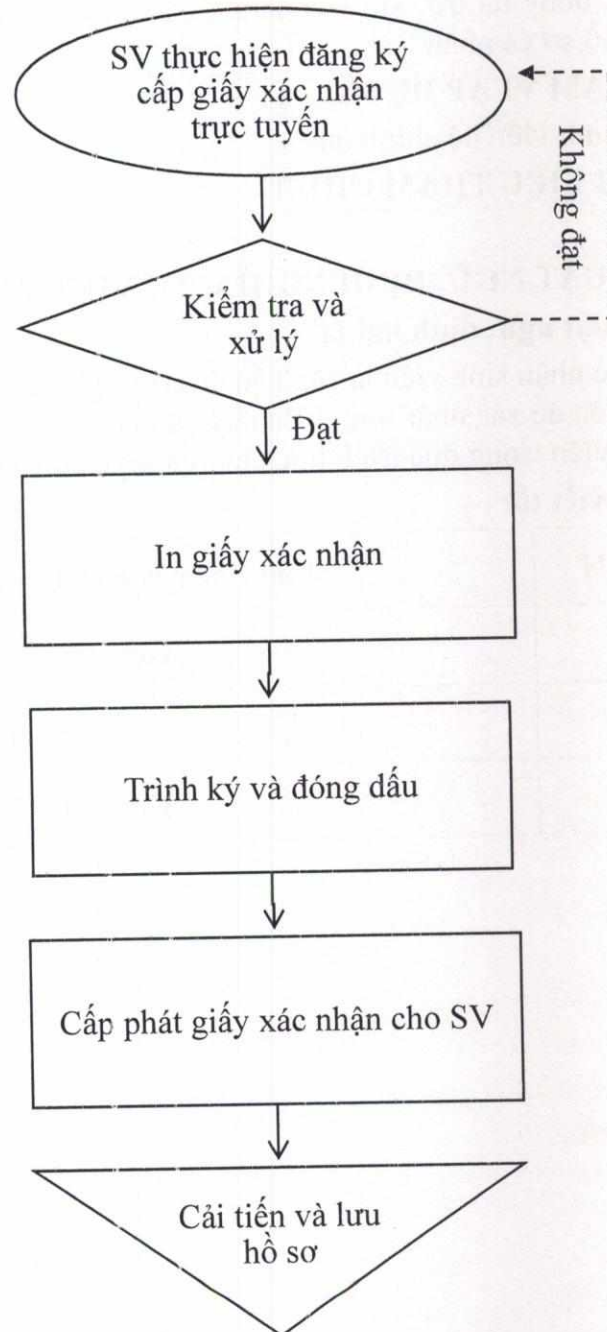 SV thực hiện đăng ký
cấp giấy xác nhận
trực tuyến
Không đạt
Kiểm tra và
xử lý
Đạt
In giấy xác nhận
Trình ký và đóng dấu
Cấp phát giấy xác nhận cho SV
Cải tiến và lưu
hồ sơ